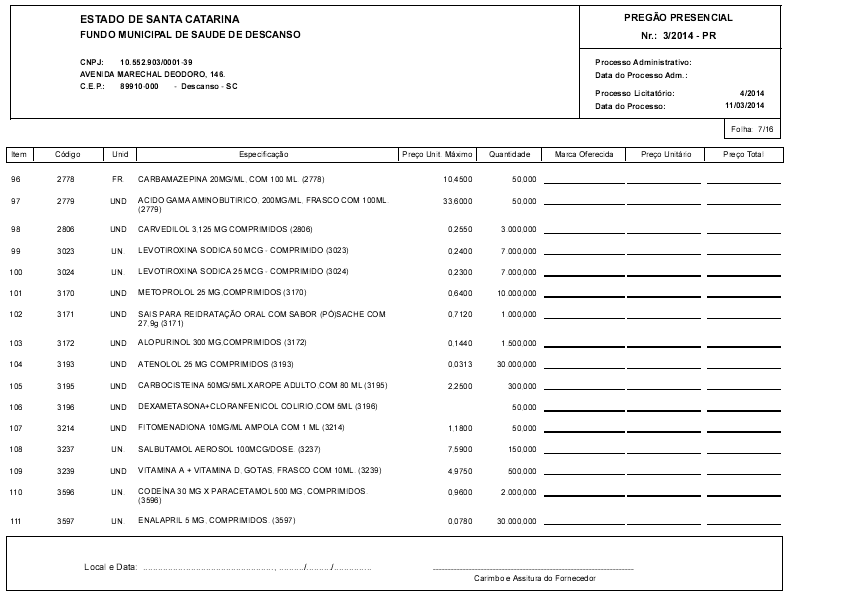 ESTADO DE SANTA CATARINA
FUNDO MUNICIPAL DE SAUDE DE DESCANSO
CNPJ: 10.552.903/0001-39
AVENIDA MARECHAL DEODORO, 146.
C.E.P.: 89910-000 - Descanso - SC
PREGÃO PRESENCIAL
Nr.: 3/2014 - PR
Processo Administrativo:
Data do Processo Adm.:
Processo Licitatório: 4/2014
Data do Processo: 11/03/2014
Folha: 7/16
Item Código Unid Especificação Preço Unit. Máximo Quantidade Marca Oferecida Preço Unitário Preço Total
96 2778 FR. CARBAMAZEPINA 20MG/ML, COM 100 ML. (2778) 10,4500 50,000
97 2779 UND ACIDO GAMA AMINOBUTIRICO, 200MG/ML, FRASCO COM 100ML.
(2779) 33,6000 50,000
98 2806 UND CARVEDILOL 3,125 MG COMPRIMIDOS (2806) 0,2550 3.000,000
99 3023 UN. LEVOTIROXINA SODICA 50 MCG - COMPRIMIDO (3023) 0,2400 7.000,000
100 3024 UN. LEVOTIROXINA SODICA 25 MCG - COMPRIMIDOS (3024) 0,2300 7.000,000
101 3170 UND METOPROLOL 25 MG,COMPRIMIDOS (3170) 0,6400 10.000,000
102 3171 UND SAIS PARA REIDRATAÇÃO ORAL COM SABOR (PÓ)SACHE COM
27,9g (3171) 0,7120 1.000,000
103 3172 UND ALOPURINOL 300 MG,COMPRIMIDOS (3172) 0,1440 1.500,000
104 3193 UND ATENOLOL 25 MG COMPRIMIDOS (3193) 0,0313 30.000,000
105 3195 UND CARBOCISTEINA 50MG/5ML XAROPE ADULTO,COM 80 ML (3195) 2,2500 300,000
106 3196 UND DEXAMETASONA+CLORANFENICOL COLIRIO,COM 5ML (3196) 50,000
107 3214 UND FITOMENADIONA 10MG/ML AMPOLA COM 1 ML (3214) 1,1800 50,000
108 3237 UN. SALBUTAMOL AEROSOL 100MCG/DOSE. (3237) 7,5900 150,000
109 3239 UND VITAMINA A + VITAMINA D, GOTAS, FRASCO COM 10ML. (3239) 4,9750 500,000
110 3596 UN. CODEÍNA 30 MG X PARACETAMOL 500 MG, COMPRIMIDOS.
(3596) 0,9600 2.000,000
111 3597 UN. ENALAPRIL 5 MG, COMPRIMIDOS. (3597) 0,0780 30.000,000
Local e Data: ......................................................, ........../........../...............
Carimbo e Assitura do Fornecedor